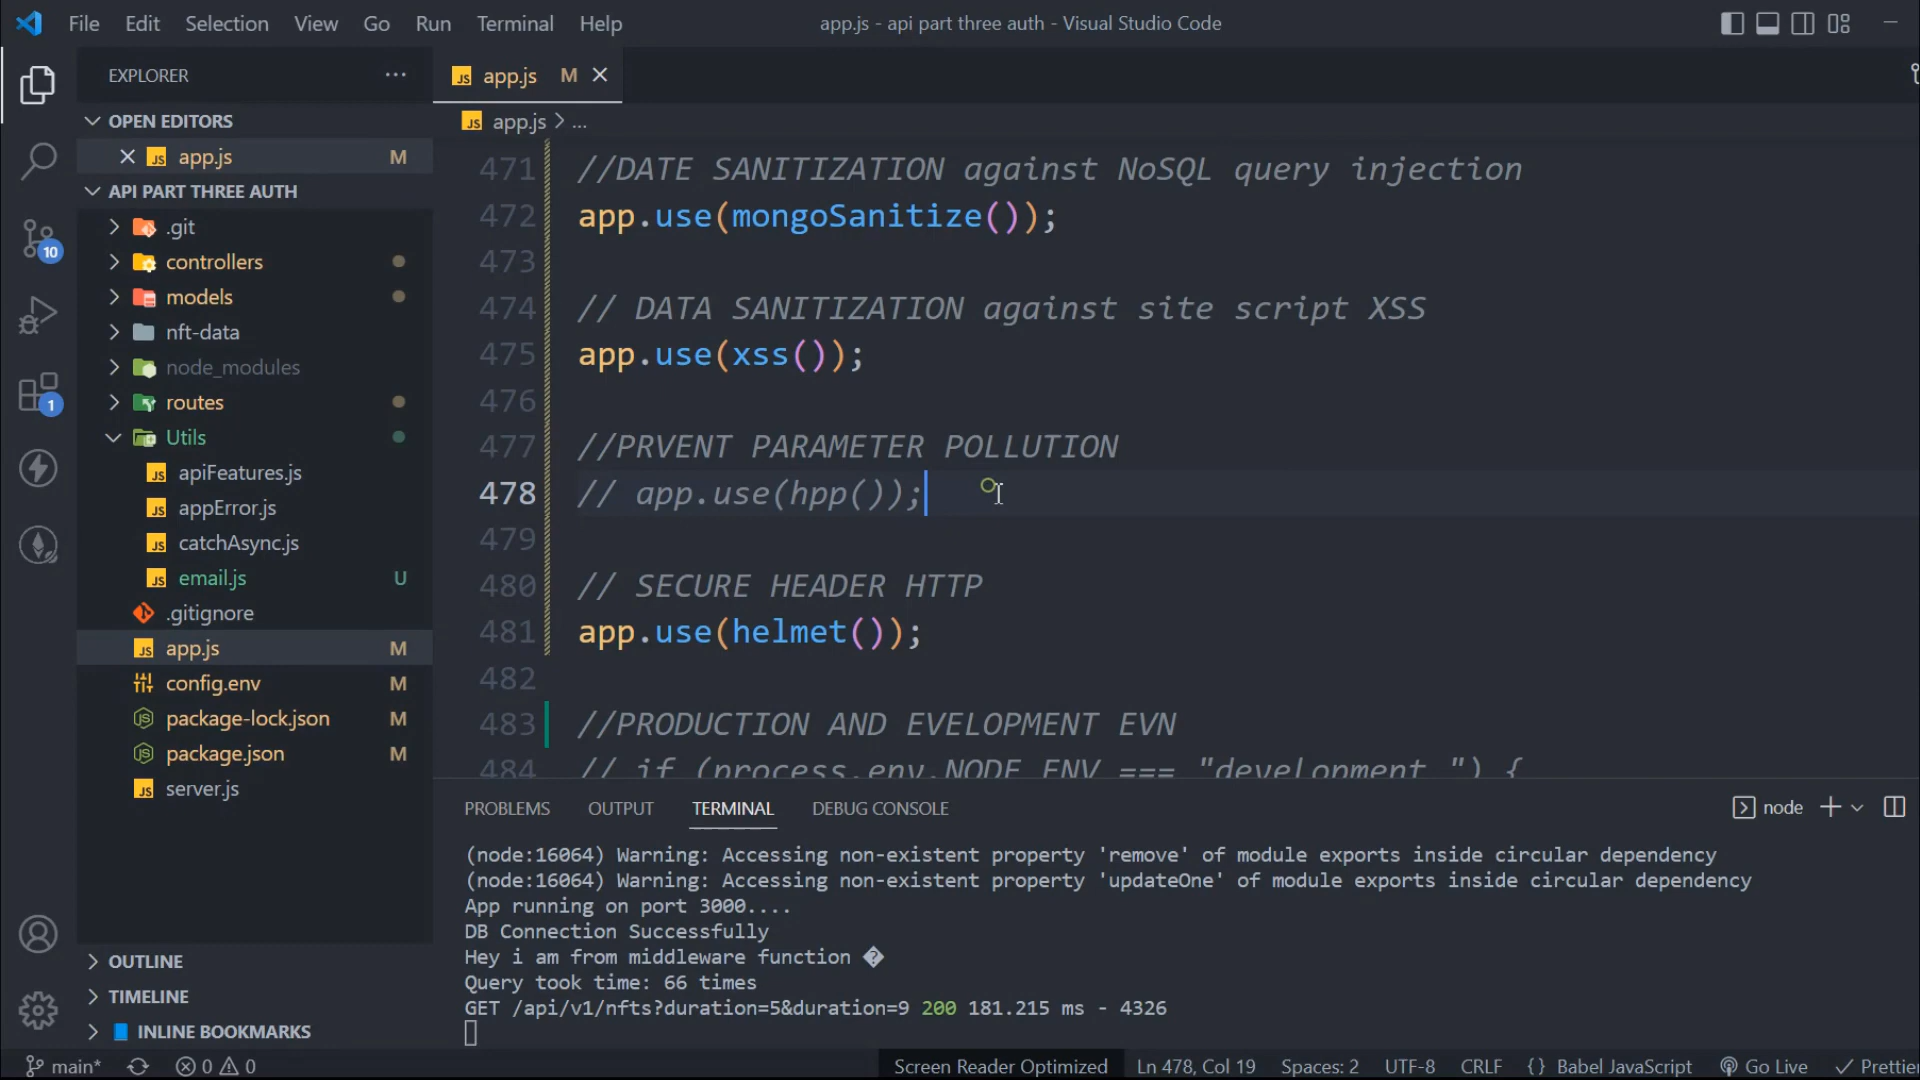 File Edit Selection View Go Run Terminal Help
app.js - api part three auth - Visual Studio Code
EXPLORER
OPEN EDITORS
app.js M
API PART THREE AUTH
.git
controllers
models
nft-data
node_modules
routes
Utils
apiFeatures.js
appError.js
catchAsync.js
email.js U
.gitignore
app.js M
config.env M
package-lock.json M
package.json M
server.js
OUTLINE
TIMELINE
INLINE BOOKMARKS
10
1
app.js M
app.js > ...
471 //DATE SANITIZATION against NoSQL query injection
472 app.use(mongoSanitize());
473
474 // DATA SANITIZATION against site script XSS
475 app.use(xss());
476
477 //PRVENT PARAMETER POLLUTION
478 // app.use(hpp());
479
480 // SECURE HEADER HTTP
481 app.use(helmet());
482
483 //PRODUCTION AND EVELOPMENT EVN
484 // if (process.env.NODE_ENV === "development ") {
PROBLEMS OUTPUT TERMINAL DEBUG CONSOLE
node
(node:16064) Warning: Accessing non-existent property 'remove' of module exports inside circular dependency
(node:16064) Warning: Accessing non-existent property 'updateOne' of module exports inside circular dependency
App running on port 3000....
DB Connection Successfully
Hey i am from middleware function �
Query took time: 66 times
GET /api/v1/nfts?duration=5&duration=9 200 181.215 ms - 4326
main* 0 0 Screen Reader Optimized Ln 478, Col 19 Spaces: 2 UTF-8 CRLF {} Babel JavaScript Go Live Prettier